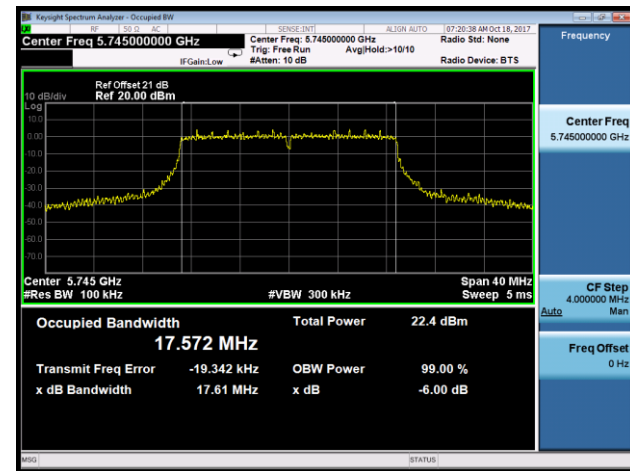 Keysight Spectrum Analyzer - Occupied BW
RF 50 Ω AC SENSE:INT ALIGN AUTO 07:20:38 AM Oct 18, 2017
Center Freq 5.745000000 GHz Center Freq: 5.745000000 GHz Radio Std: None Frequency
Trig: Free Run Avg|Hold:>10/10
IFGain:Low #Atten: 10 dB Radio Device: BTS
Ref Offset 21 dB
10 dB/div Ref 20.00 dBm
Log
10.0
0.00
-10.0
-20.0
-30.0
-40.0
-50.0
-60.0
-70.0
Center Freq
5.745000000 GHz
Center 5.745 GHz Span 40 MHz
#Res BW 100 kHz #VBW 300 kHz Sweep 5 ms
CF Step
4.000000 MHz
Auto Man
Occupied Bandwidth Total Power 22.4 dBm
17.572 MHz
Transmit Freq Error -19.342 kHz OBW Power 99.00 %
x dB Bandwidth 17.61 MHz x dB -6.00 dB
Freq Offset
0 Hz
MSG STATUS